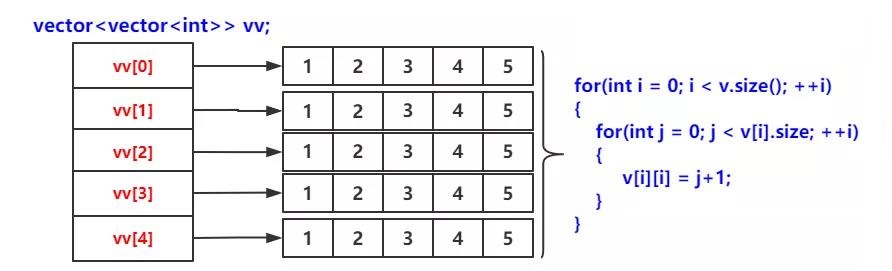 vector<vector<int>> vv;
vv[0] 1 2 3 4 5
vv[1] 1 2 3 4 5
vv[2] 1 2 3 4 5
vv[3] 1 2 3 4 5
vv[4] 1 2 3 4 5
for(int i = 0; i < v.size(); ++i)
{
for(int j = 0; j < v[i].size; ++i)
{
v[i][i] = j+1;
}
}